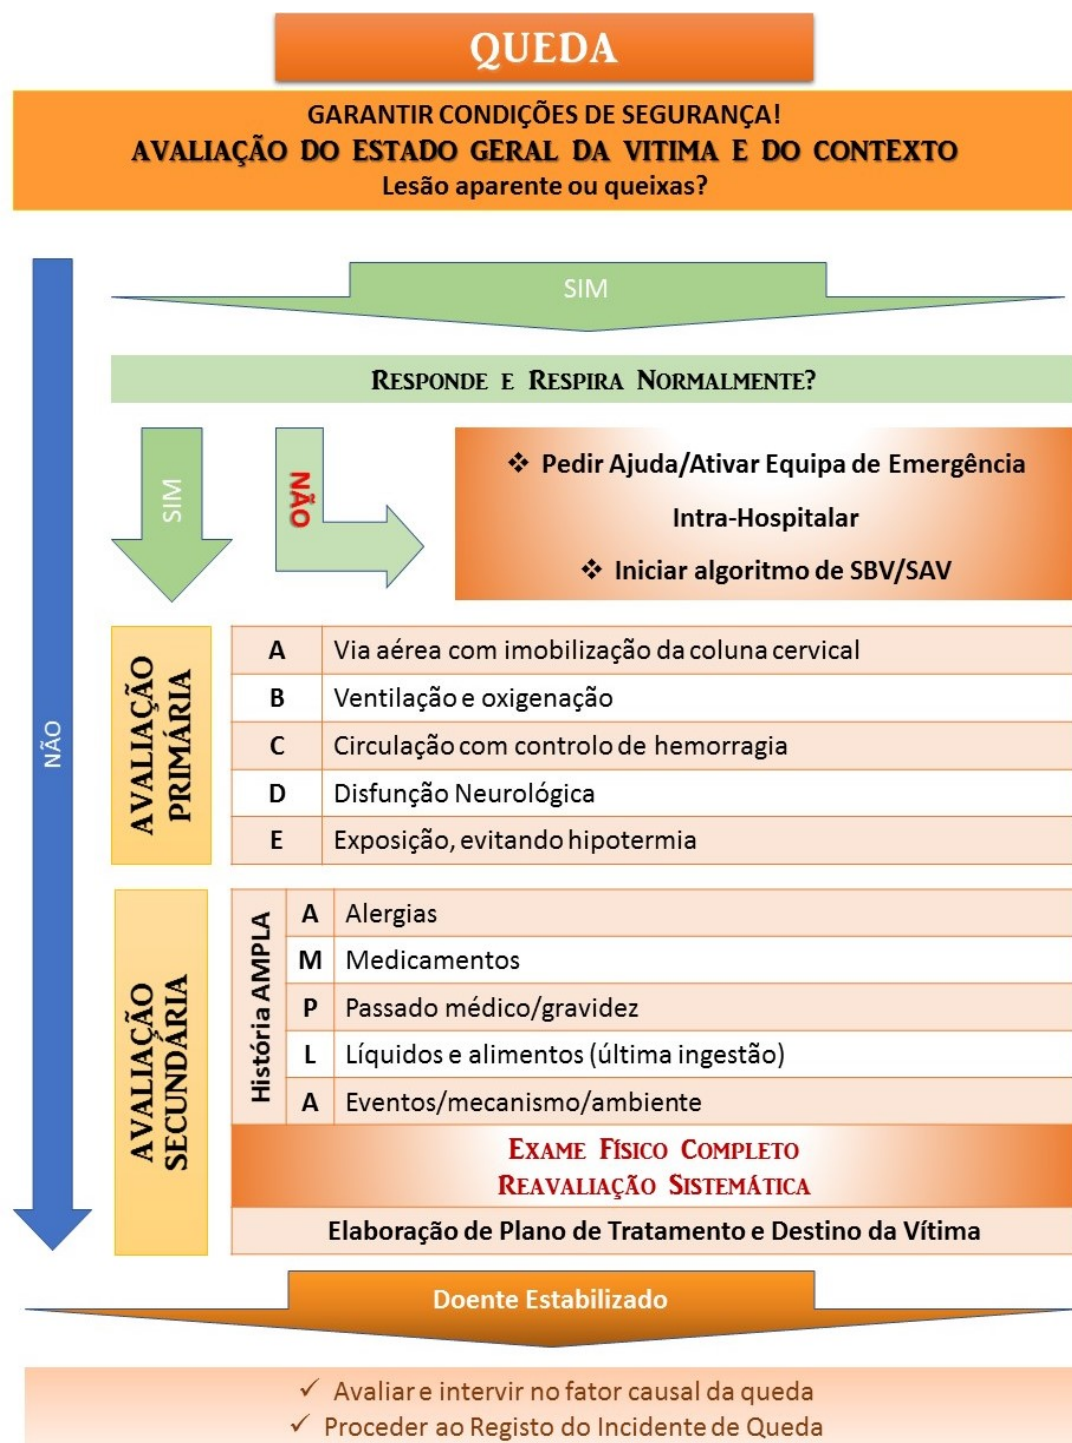 QUEDA
GARANTIR CONDIÇÕES DE SEGURANÇA!
AVALIAÇÃO DO ESTADO GERAL DA VITIMA E DO CONTEXTO
Lesão aparente ou queixas?
SIM
RESPONDE E RESPIRA NORMALMENTE?
SIM
NÃO
❖ Pedir Ajuda/Ativar Equipa de Emergência
Intra-Hospitalar
❖ Iniciar algoritmo de SBV/SAV
NÃO
AVALIAÇÃO
PRIMÁRIA
A Via aérea com imobilização da coluna cervical
B Ventilação e oxigenação
C Circulação com controlo de hemorragia
D Disfunção Neurológica
E Exposição, evitando hipotermia
AVALIAÇÃO
SECUNDÁRIA
História AMPLA
A Alergias
M Medicamentos
P Passado médico/gravidez
L Líquidos e alimentos (última ingestão)
A Eventos/mecanismo/ambiente
EXAME FÍSICO COMPLETO
REAVALIAÇÃO SISTEMÁTICA
Elaboração de Plano de Tratamento e Destino da Vítima
Doente Estabilizado
✓ Avaliar e intervir no fator causal da queda
✓ Proceder ao Registo do Incidente de Queda